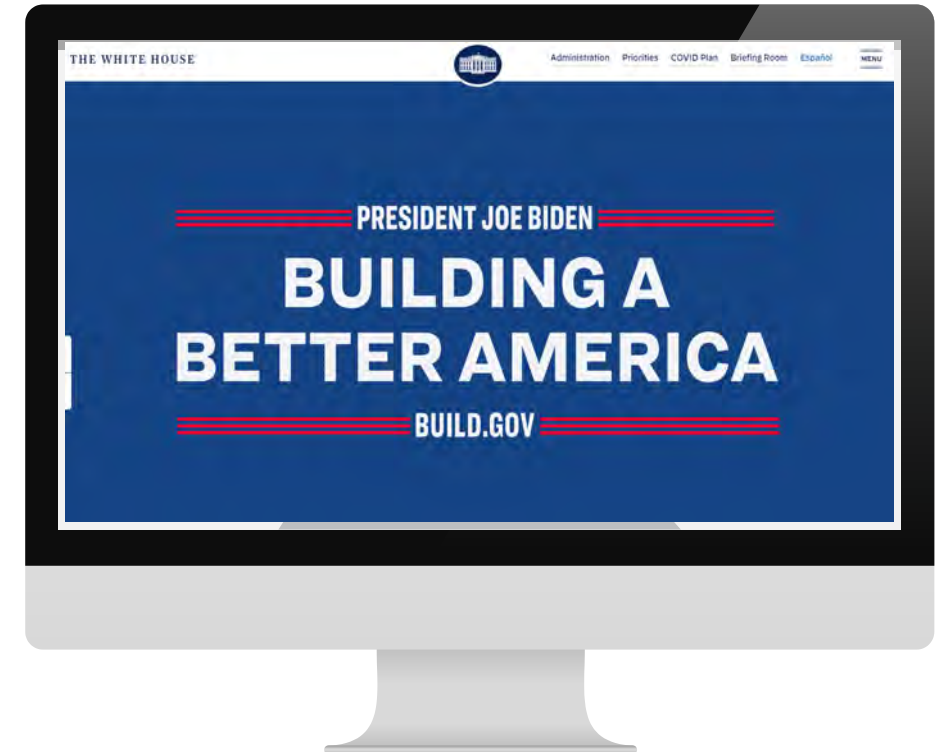 THE WHITE HOUSE
Administration Priorities COVID Plan Briefing Room Español MENU
PRESIDENT JOE BIDEN
BUILDING A
BETTER AMERICA
BUILD.GOV